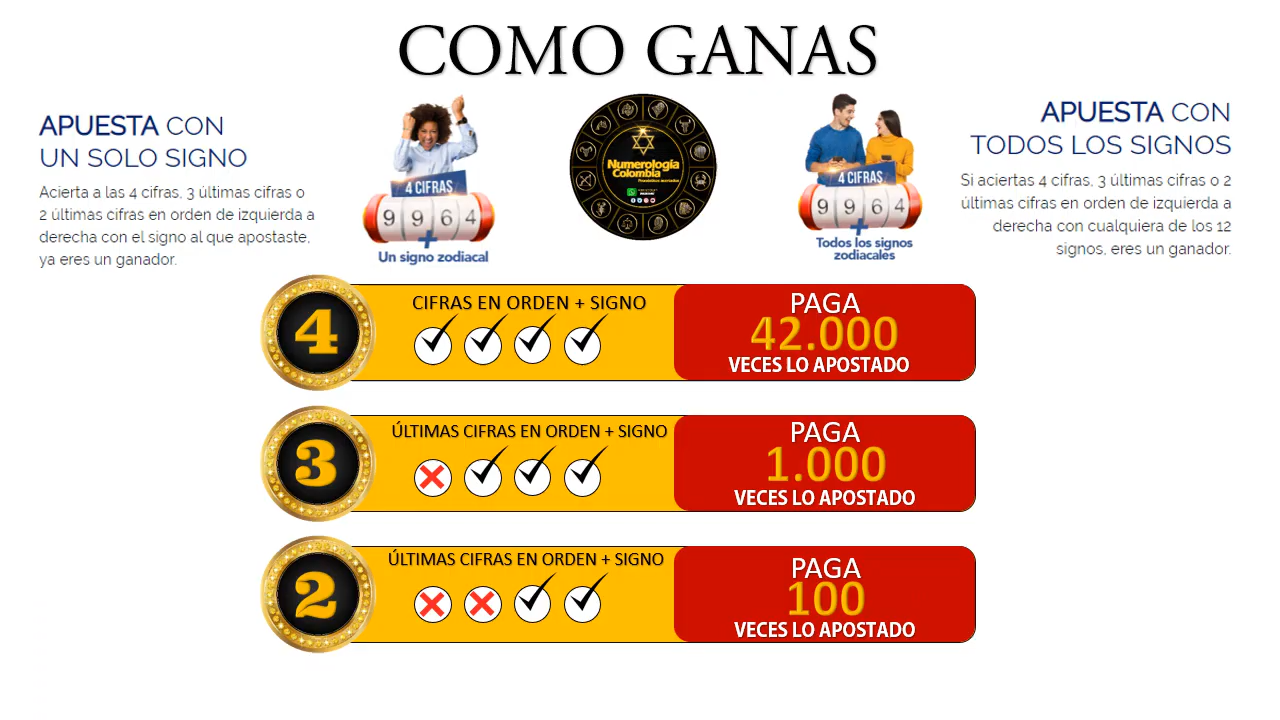 COMO GANAS
APUESTA CON
UN SOLO SIGNO
Acierta a las 4 cifras, 3 últimas cifras o
2 últimas cifras en orden de izquierda a
derecha con el signo al que apostaste,
ya eres un ganador.
4 CIFRAS
9 9 6 4
+
Un signo zodiacal
Numerología
Colombia
4 CIFRAS
9 9 6 4
+
Todos los signos
zodiacales
APUESTA CON
TODOS LOS SIGNOS
Si aciertas 4 cifras, 3 últimas cifras o 2
últimas cifras en orden de izquierda a
derecha con cualquiera de los 12
signos, eres un ganador.
4
CIFRAS EN ORDEN + SIGNO
PAGA
42.000
VECES LO APOSTADO
3
ÚLTIMAS CIFRAS EN ORDEN + SIGNO
PAGA
1.000
VECES LO APOSTADO
2
ÚLTIMAS CIFRAS EN ORDEN + SIGNO
PAGA
100
VECES LO APOSTADO